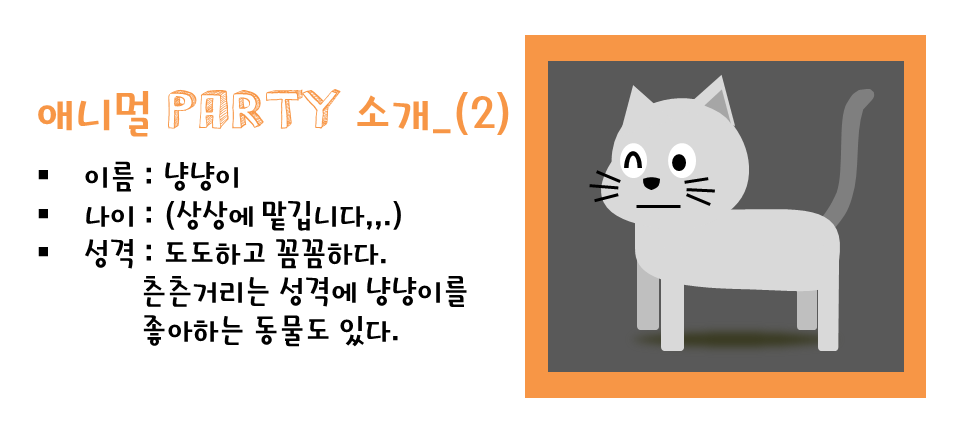 애니멀 PARTY 소개_(2)
▪ 이름 : 냥냥이
▪ 나이 : (상상에 맡깁니다,,.)
▪ 성격 : 도도하고 꼼꼼하다.
츤츤거리는 성격에 냥냥이를
좋아하는 동물도 있다.